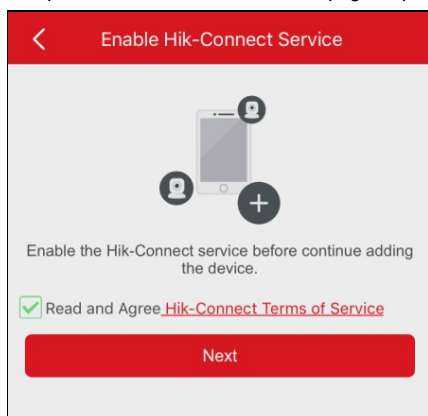 Enable Hik-Connect Service
Enable the Hik-Connect service before continue adding
the device.
Read and Agree Hik-Connect Terms of Service
Next